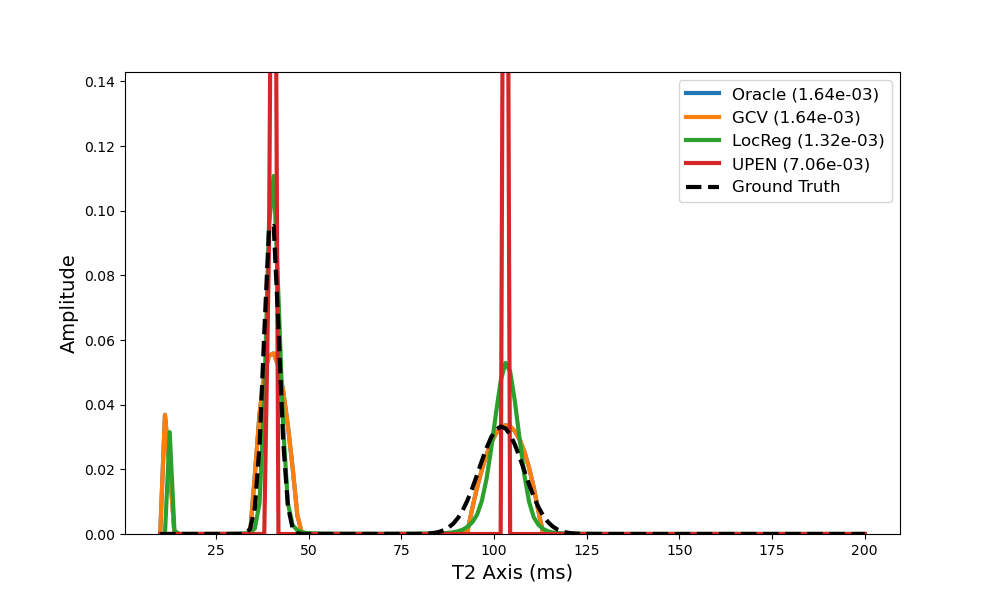 0.14
0.12
0.10
0.08
0.06
0.04
0.02
0.00
Amplitude
25
50
75
100
125
150
175
200
T2 Axis (ms)
Oracle (1.64e-03)
GCV (1.64e-03)
LocReg (1.32e-03)
UPEN (7.06e-03)
Ground Truth